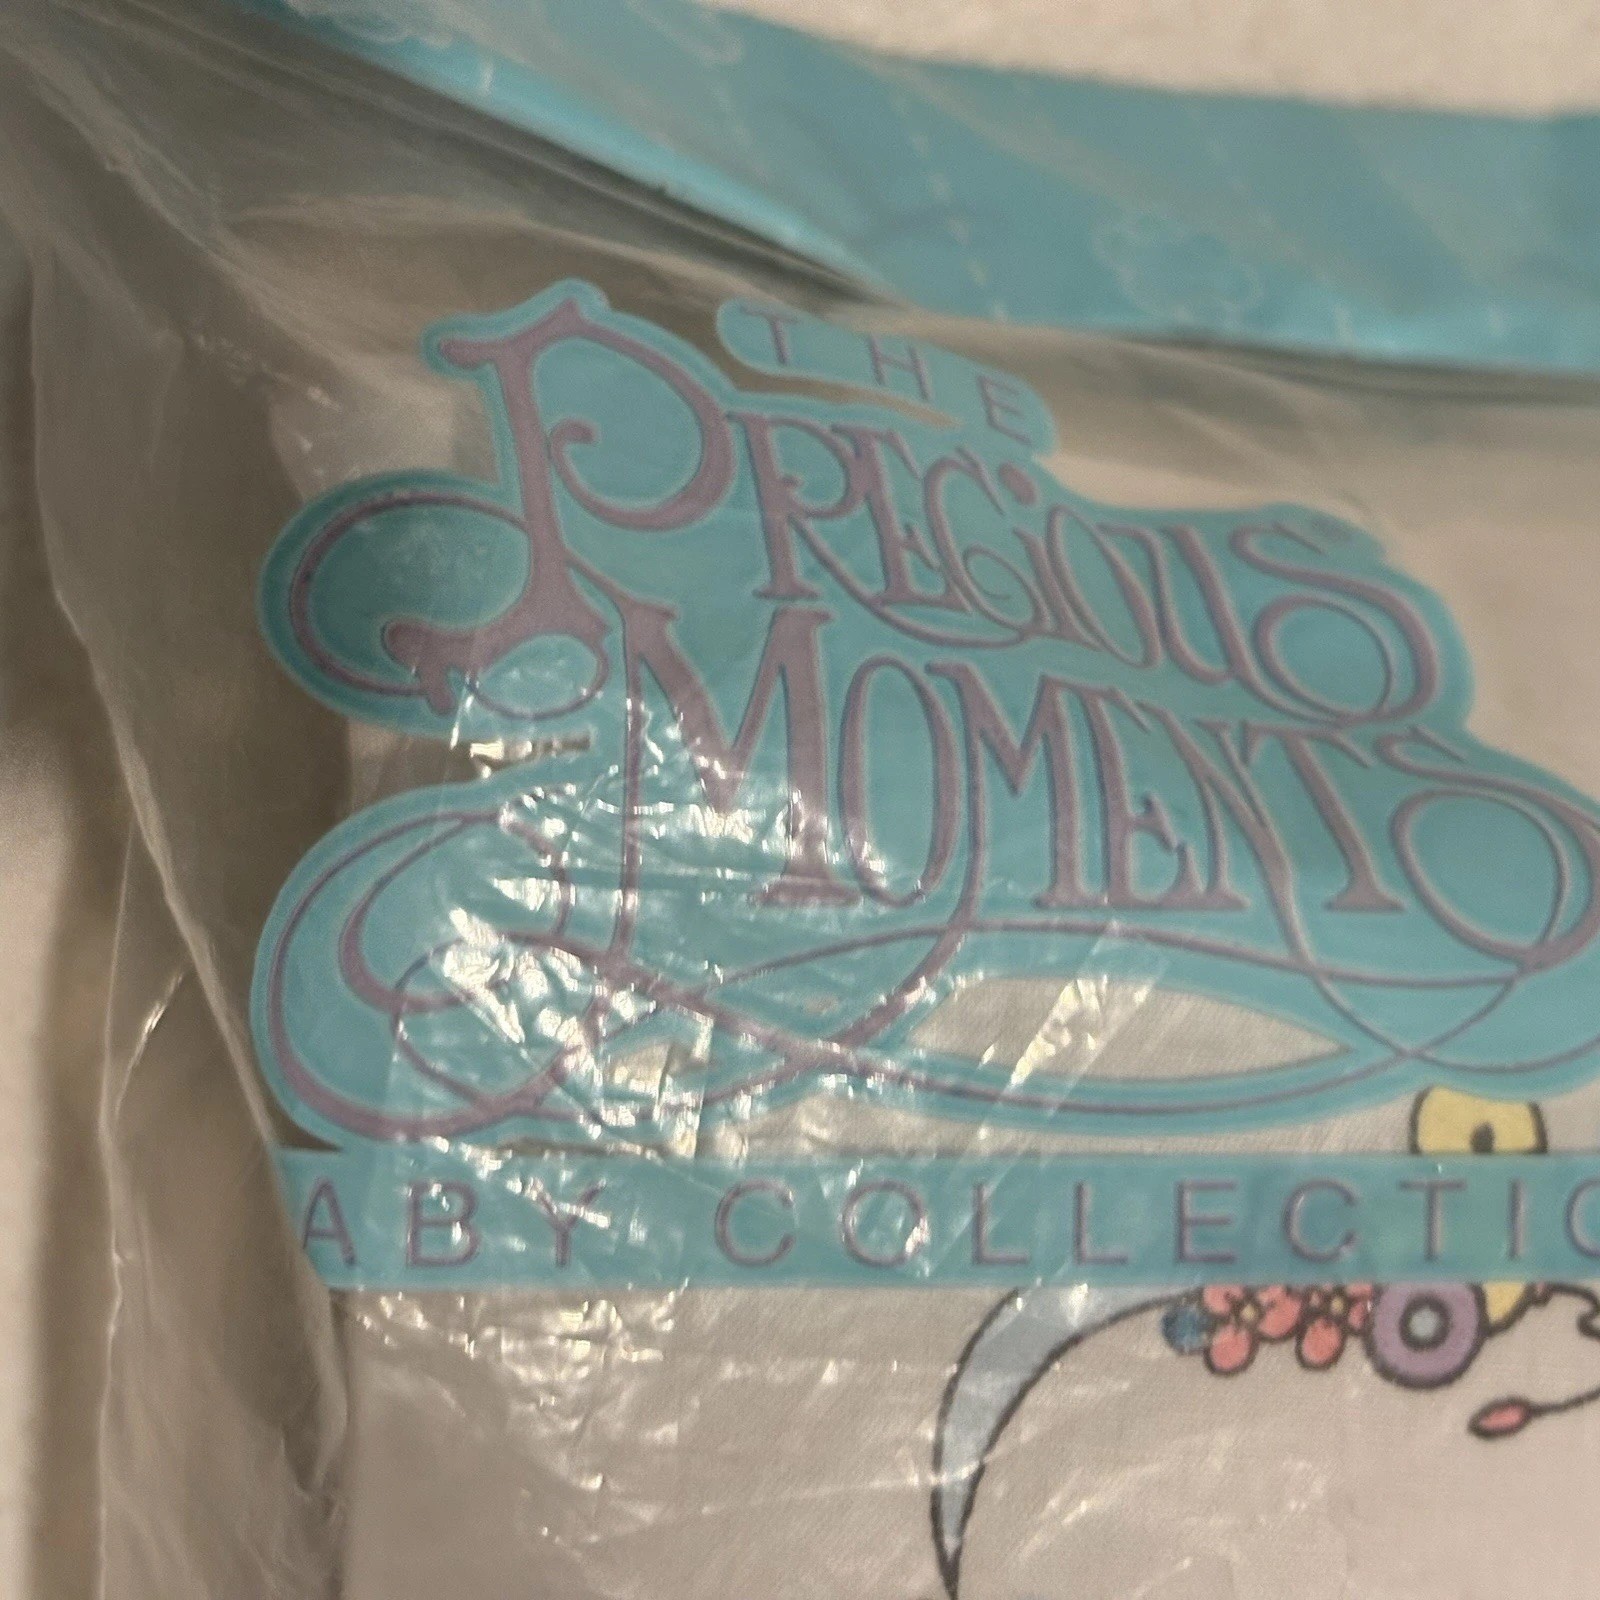 THE
PRECIOUS
MOMENTS
ABY COLLECTIO